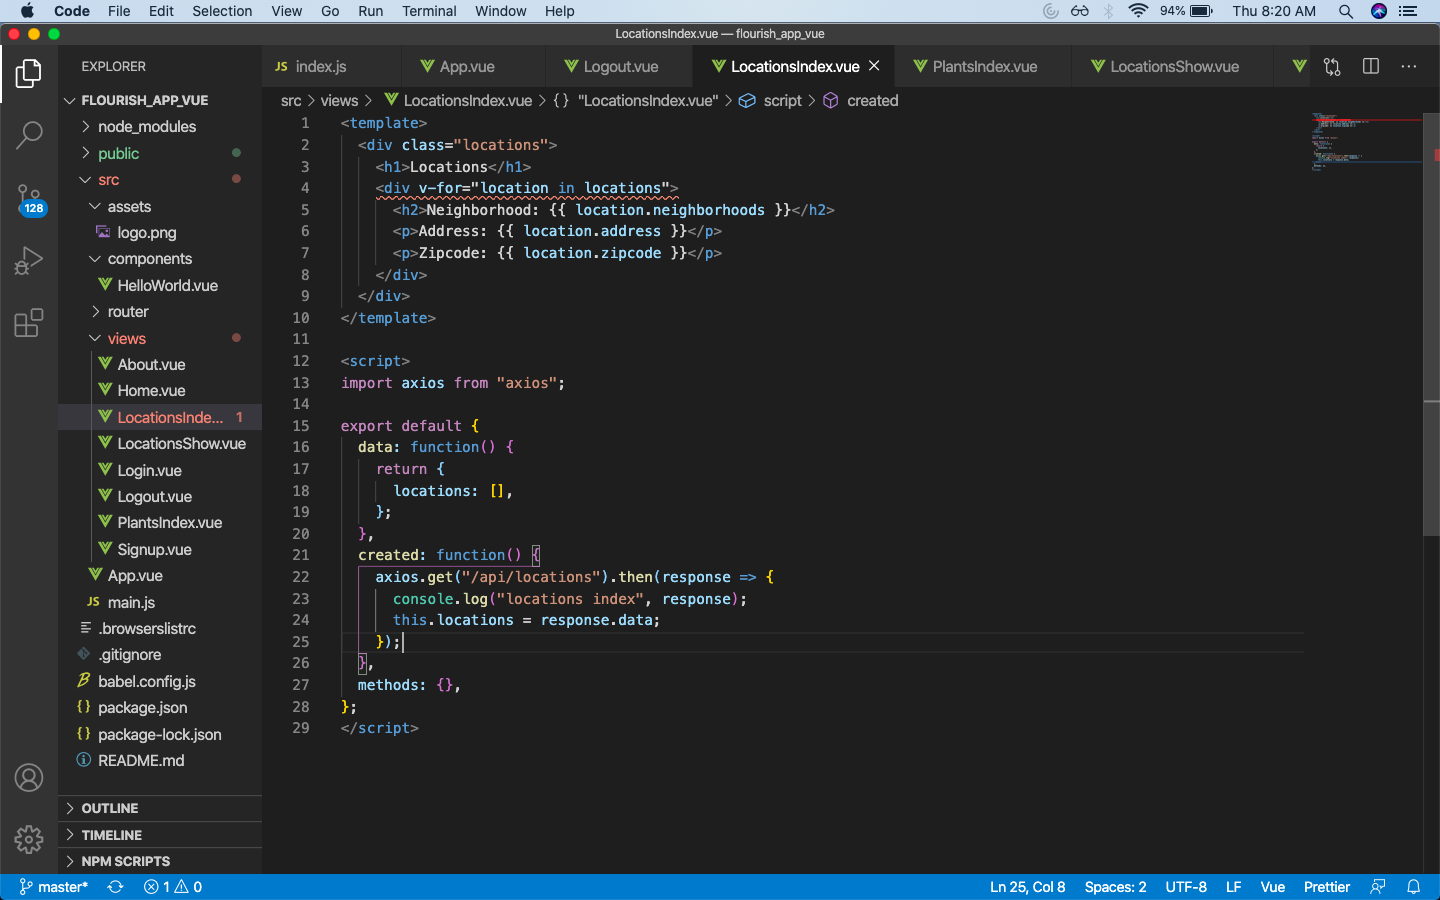 Code File Edit Selection View Go Run Terminal Window Help 94% Thu 8:20 AM
LocationsIndex.vue — flourish_app_vue
EXPLORER
JS index.js App.vue Logout.vue LocationsIndex.vue PlantsIndex.vue LocationsShow.vue
src > views > LocationsIndex.vue > {} "LocationsIndex.vue" > script > created
FLOURISH_APP_VUE
node_modules
public
src
assets
logo.png
components
HelloWorld.vue
router
views
About.vue
Home.vue
LocationsInde... 1
LocationsShow.vue
Login.vue
Logout.vue
PlantsIndex.vue
Signup.vue
App.vue
JS main.js
.browserslistrc
.gitignore
babel.config.js
{} package.json
{} package-lock.json
README.md
OUTLINE
TIMELINE
NPM SCRIPTS
128
1 <template>
2 <div class="locations">
3 <h1>Locations</h1>
4 <div v-for="location in locations">
5 <h2>Neighborhood: {{ location.neighborhoods }}</h2>
6 <p>Address: {{ location.address }}</p>
7 <p>Zipcode: {{ location.zipcode }}</p>
8 </div>
9 </div>
10 </template>
11
12 <script>
13 import axios from "axios";
14
15 export default {
16 data: function() {
17 return {
18 locations: [],
19 };
20 },
21 created: function() {
22 axios.get("/api/locations").then(response => {
23 console.log("locations index", response);
24 this.locations = response.data;
25 });
26 },
27 methods: {},
28 };
29 </script>
master* 1 0 Ln 25, Col 8 Spaces: 2 UTF-8 LF Vue Prettier